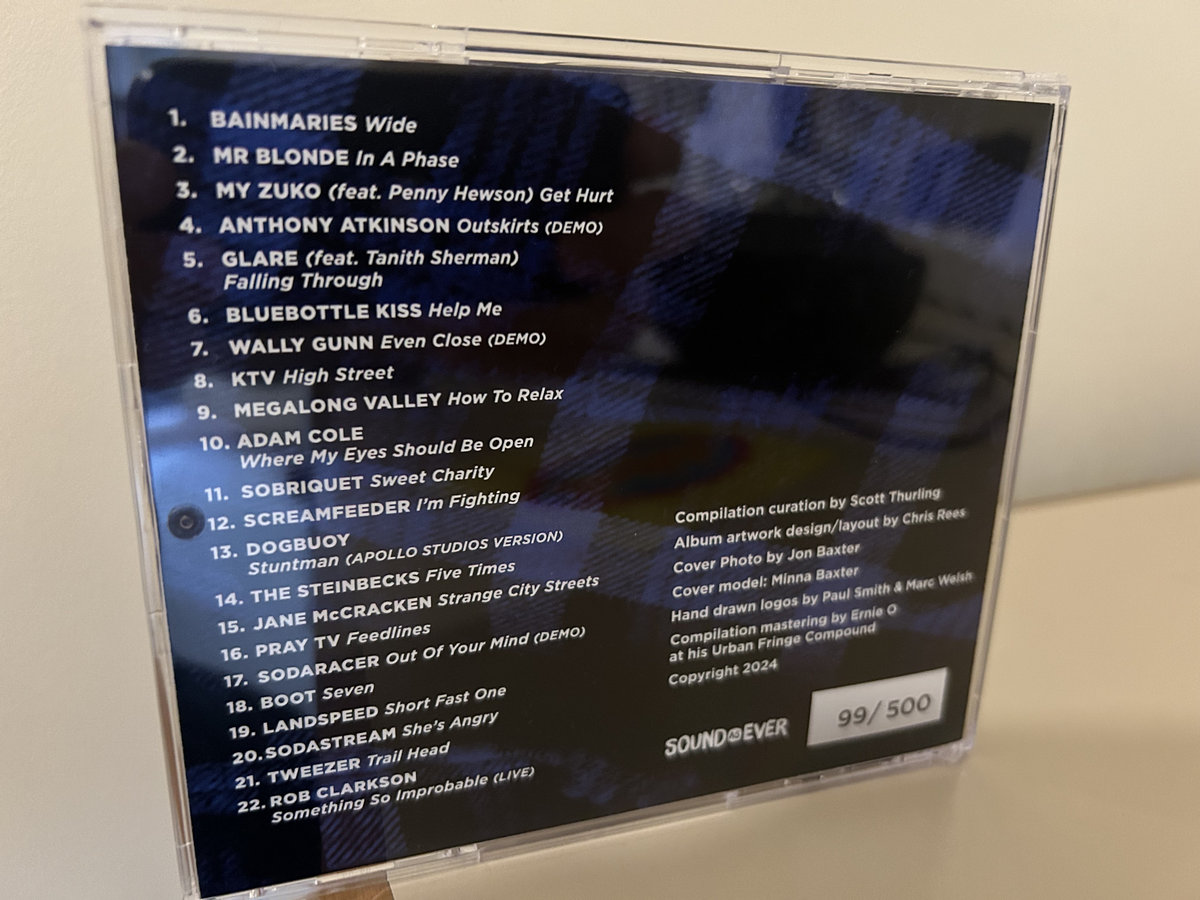 1. BAINMARIES Wide
2. MR BLONDE In A Phase
3. MY ZUKO (feat. Penny Hewson) Get Hurt
4. ANTHONY ATKINSON Outskirts (DEMO)
5. GLARE (feat. Tanith Sherman)
Falling Through
6. BLUEBOTTLE KISS Help Me
7. WALLY GUNN Even Close (DEMO)
8. KTV High Street
9. MEGALONG VALLEY How To Relax
10. ADAM COLE
Where My Eyes Should Be Open
11. SOBRIQUET Sweet Charity
12. SCREAMFEEDER I'm Fighting
13. DOGBUOY
Stuntman (APOLLO STUDIOS VERSION)
14. THE STEINBECKS Five Times
15. JANE McCRACKEN Strange City Streets
16. PRAY TV Feedlines
17. SODARACER Out Of Your Mind (DEMO)
18. BOOT Seven
19. LANDSPEED Short Fast One
20. SODASTREAM She's Angry
21. TWEEZER Trail Head
22. ROB CLARKSON
Something So Improbable (LIVE)
Compilation curation by Scott Thurling
Album artwork design/layout by Chris Rees
Cover Photo by Jon Baxter
Cover model: Minna Baxter
Hand drawn logos by Paul Smith & Marc Welsh
Compilation mastering by Ernie O
at his Urban Fringe Compound
Copyright 2024
SOUND AS EVER
99/500